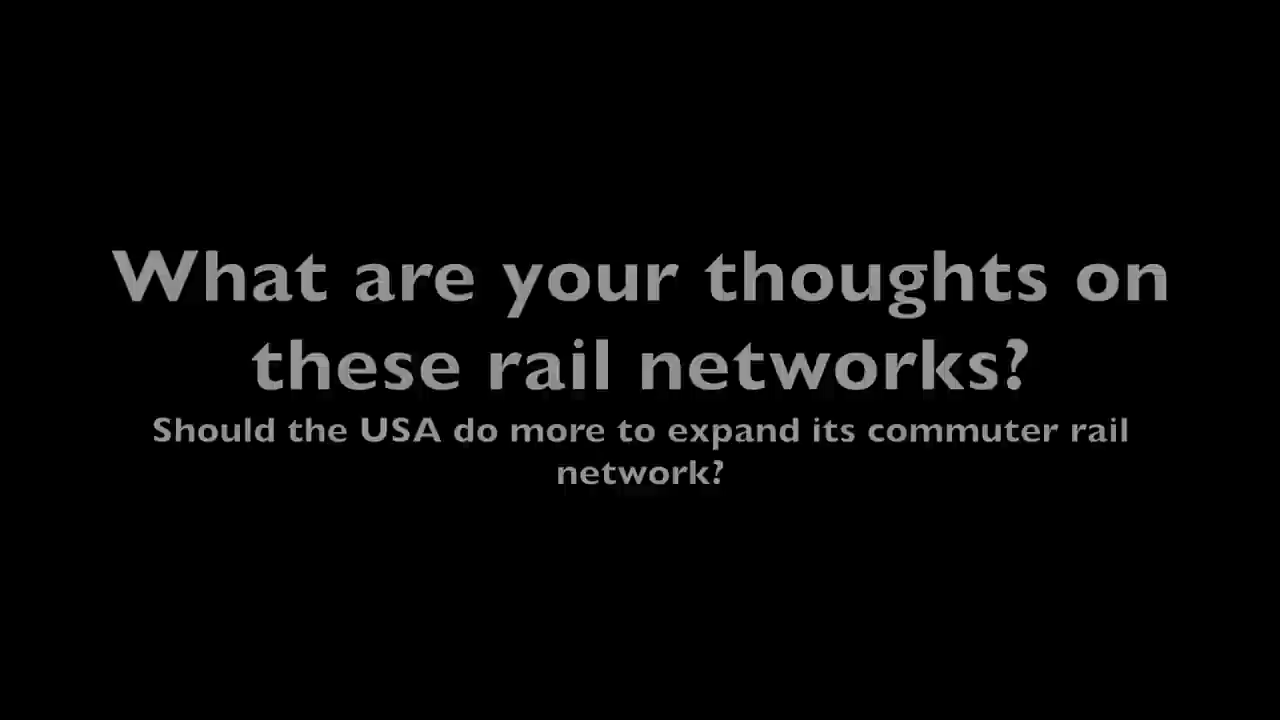 What are your thoughts on
these rail networks?
Should the USA do more to expand its commuter rail
network?